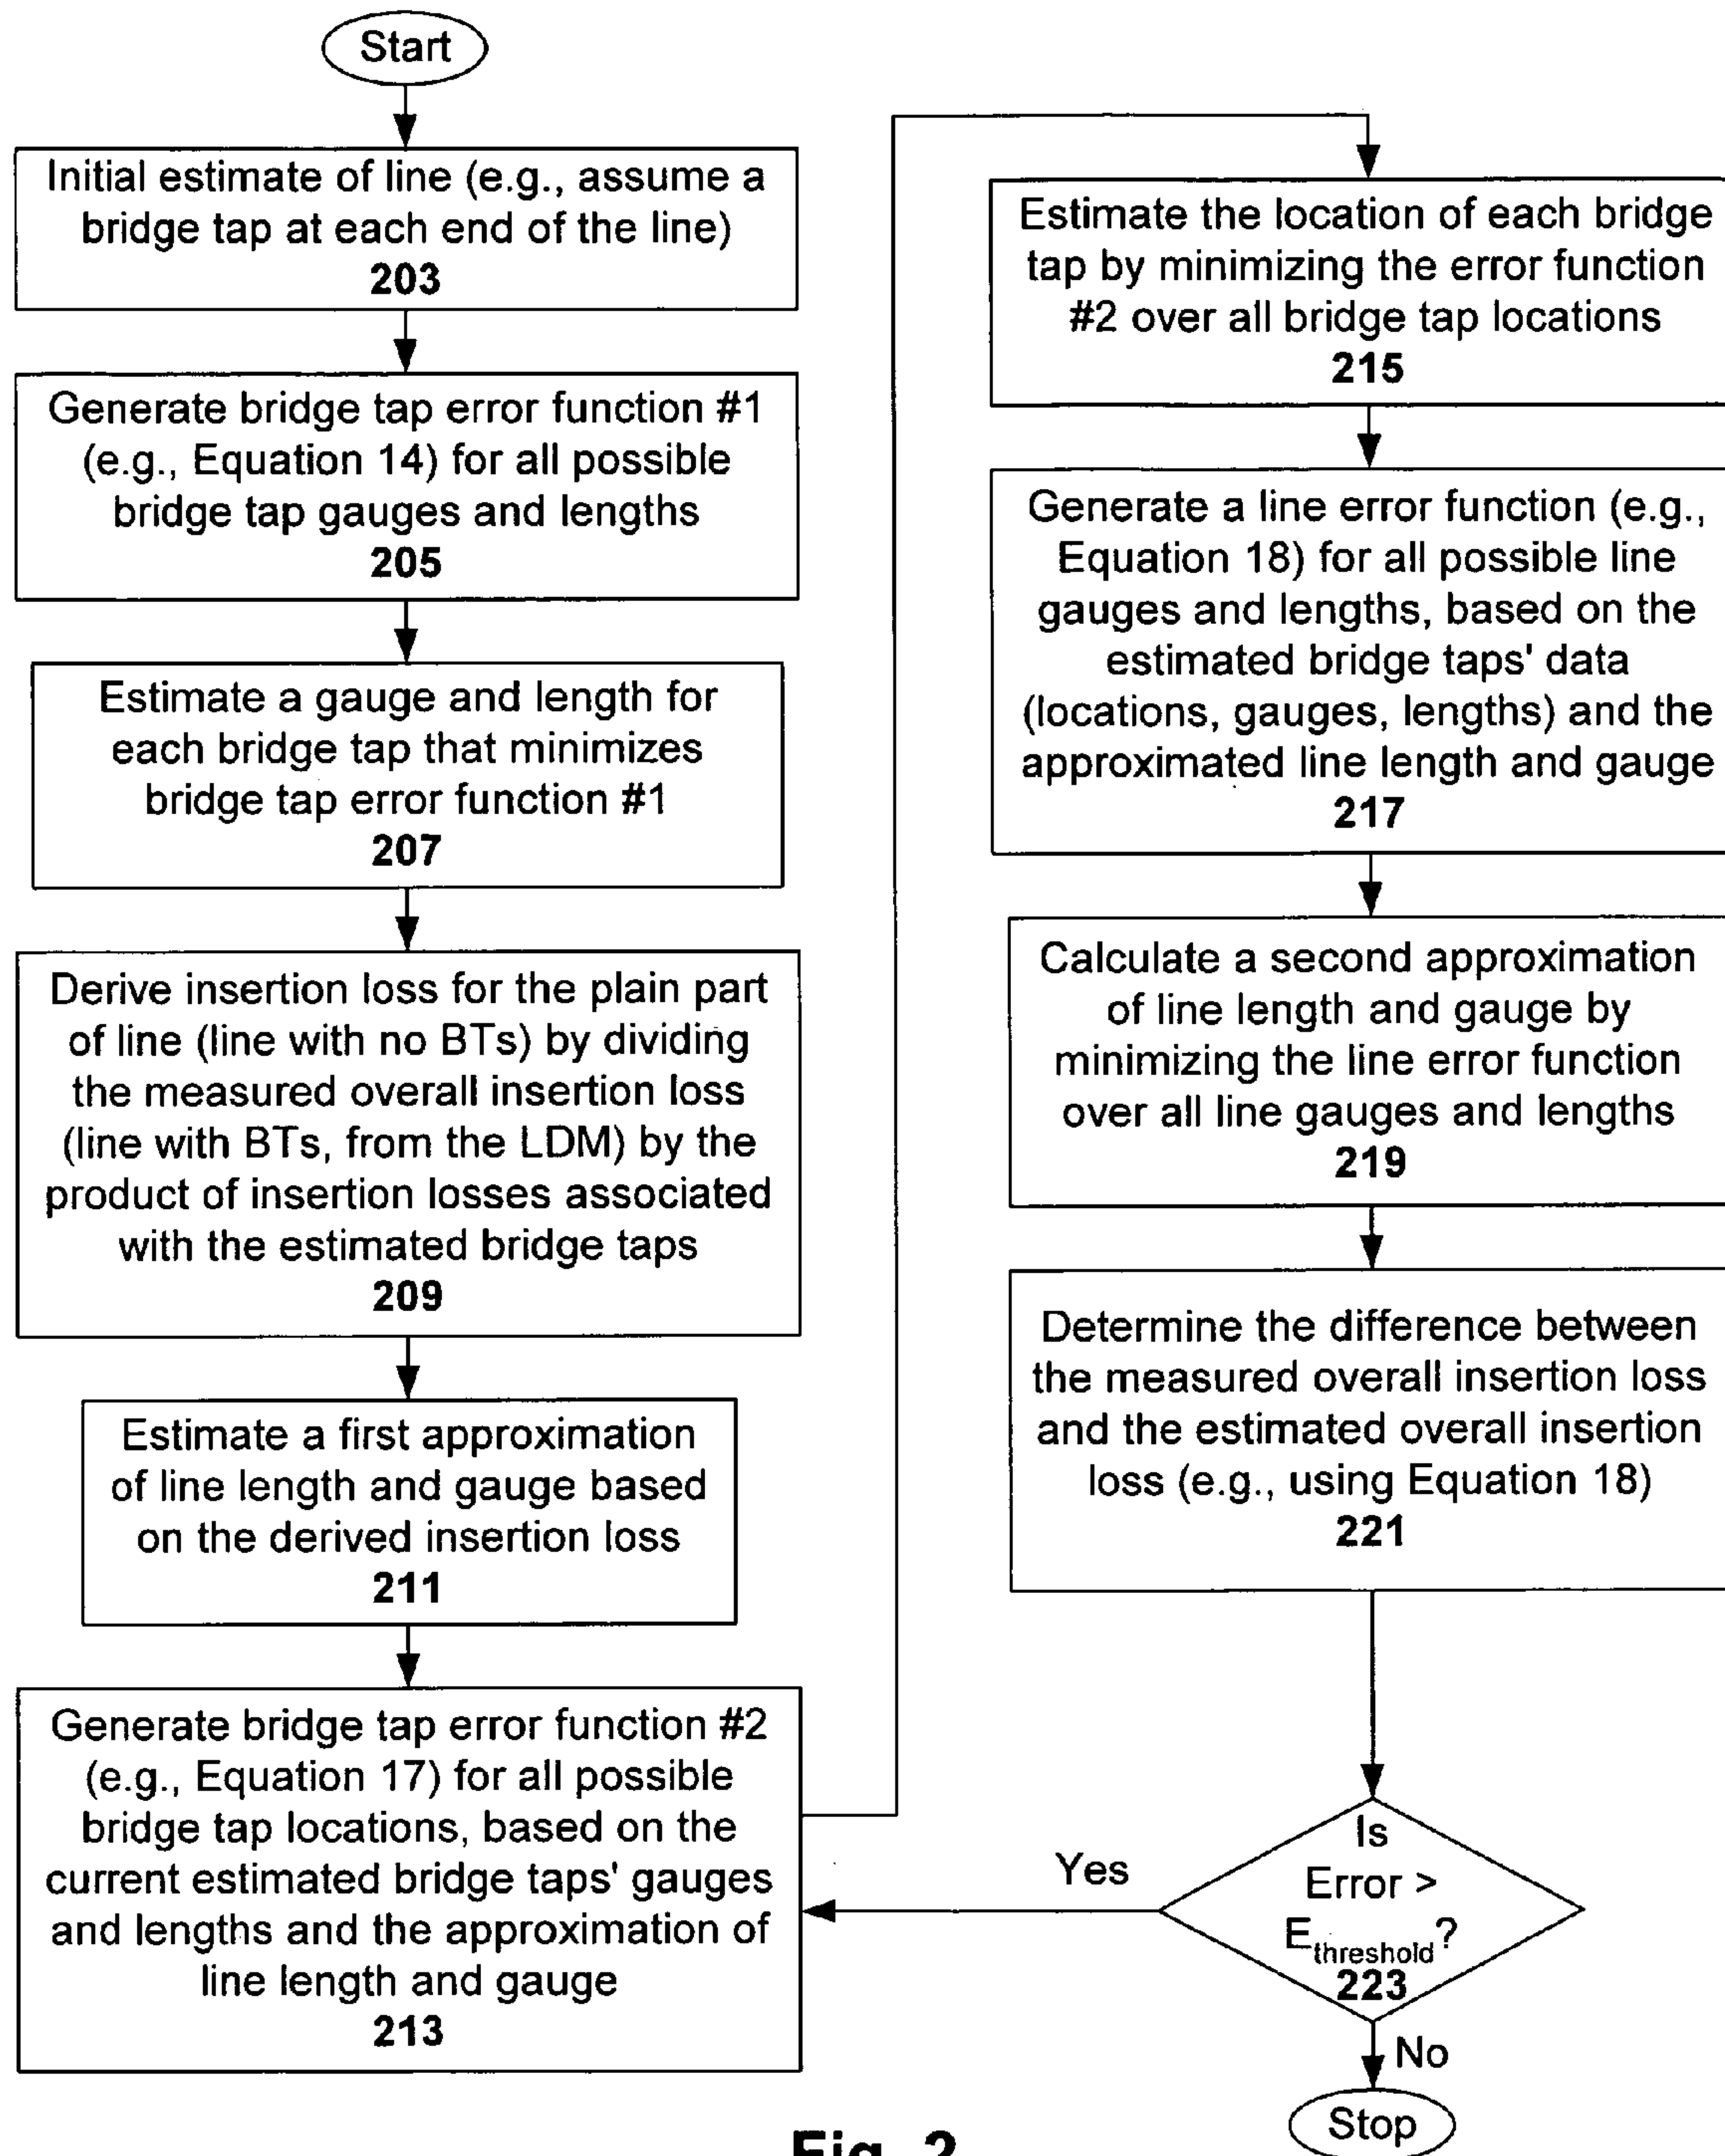 Start
Initial estimate of line (e.g., assume a
bridge tap at each end of the line)
203
Generate bridge tap error function #1
(e.g., Equation 14) for all possible
bridge tap gauges and lengths
205
Estimate a gauge and length for
each bridge tap that minimizes
bridge tap error function #1
207
Derive insertion loss for the plain part
of line (line with no BTs) by dividing
the measured overall insertion loss
(line with BTs, from the LDM) by the
product of insertion losses associated
with the estimated bridge taps
209
Estimate a first approximation
of line length and gauge based
on the derived insertion loss
211
Generate bridge tap error function #2
(e.g., Equation 17) for all possible
bridge tap locations, based on the
current estimated bridge taps' gauges
and lengths and the approximation of
line length and gauge
213
Estimate the location of each bridge
tap by minimizing the error function
#2 over all bridge tap locations
215
Generate a line error function (e.g.,
Equation 18) for all possible line
gauges and lengths, based on the
estimated bridge taps' data
(locations, gauges, lengths) and the
approximated line length and gauge
217
Calculate a second approximation
of line length and gauge by
minimizing the line error function
over all line gauges and lengths
219
Determine the difference between
the measured overall insertion loss
and the estimated overall insertion
loss (e.g., using Equation 18)
221
Is
Error >
Ethreshold?
223
Yes
No
Stop
Fig. 2